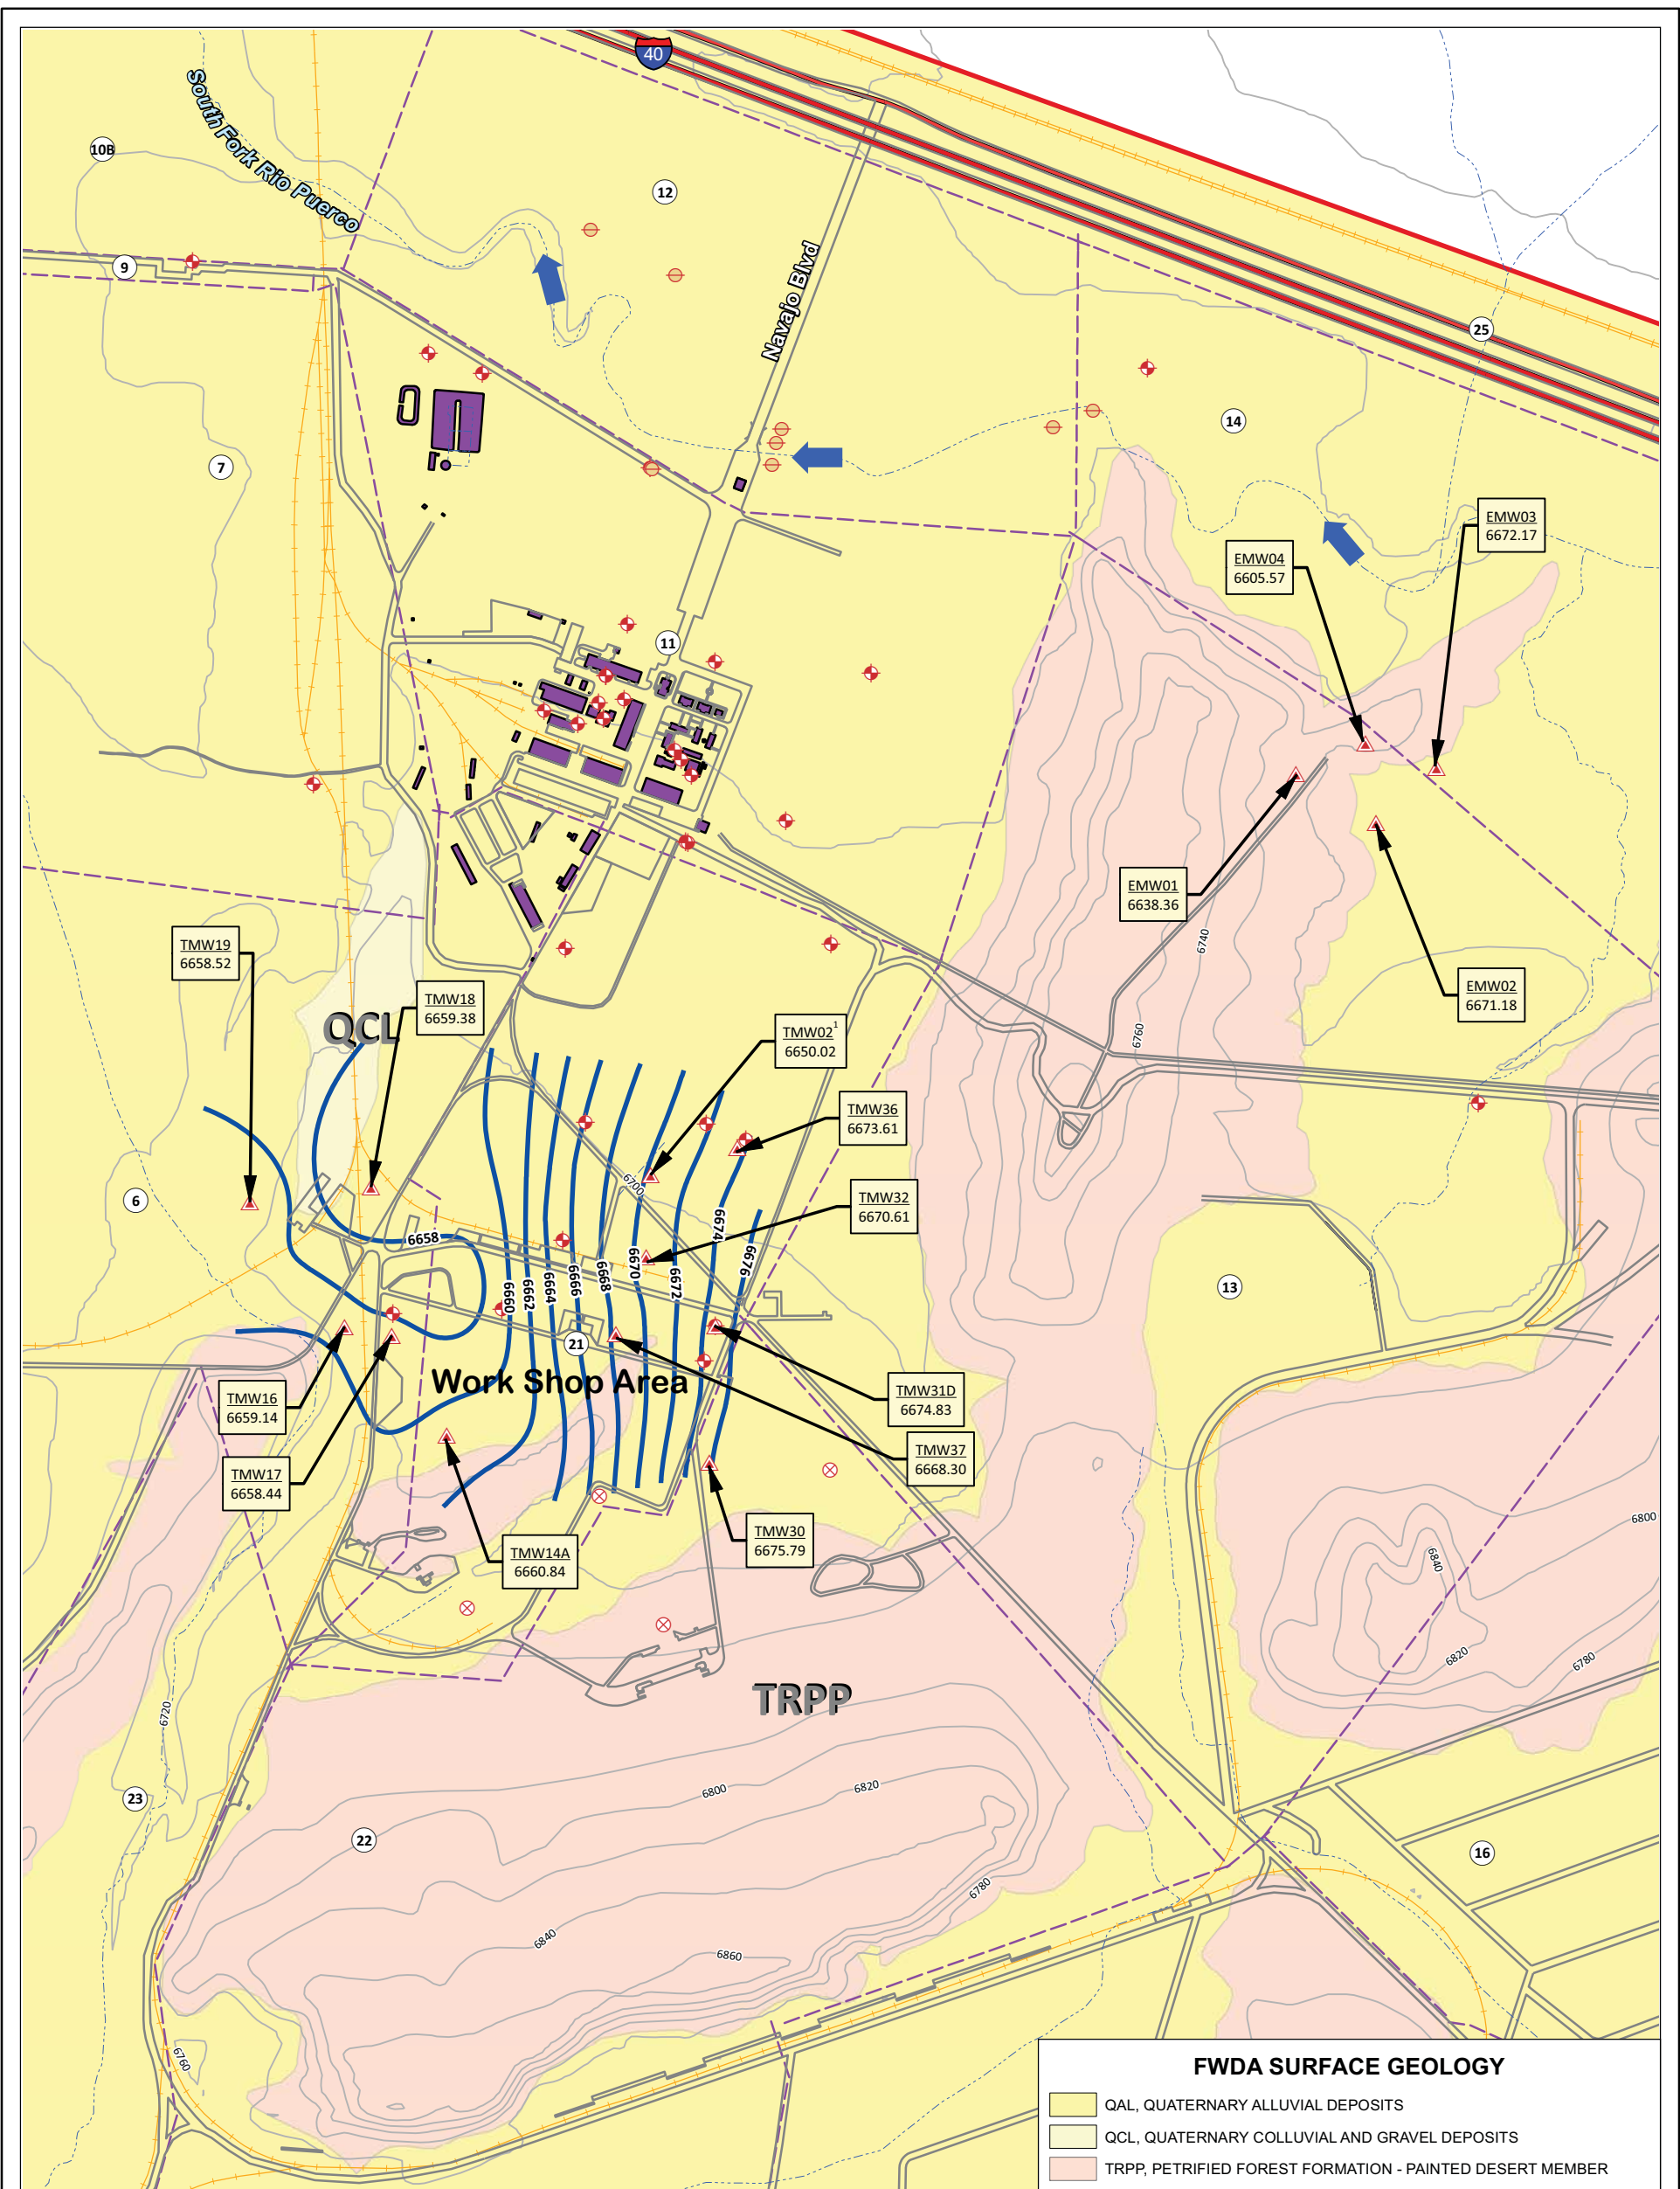 40
South Fork Rio Puerco
10B
12
9
Navajo Blvd
25
14
7
EMW03
6672.17
EMW04
6605.57
11
EMW01
6638.36
6740
TMW19
6658.52
EMW02
6671.18
TMW18
6659.38
QCL
TMW02¹
6650.02
6760
TMW36
6673.61
6700
TMW32
6670.61
6
6658
6660
6662
6664
6666
6668
6670
6672
6674
6676
13
21
Work Shop Area
TMW16
6659.14
TMW31D
6674.83
TMW37
6668.30
TMW17
6658.44
TMW30
6675.79
TMW14A
6660.84
6800
6840
6820
6780
TRPP
6720
23
6800
6820
22
16
6780
6840
6860
6760
FWDA SURFACE GEOLOGY
QAL, QUATERNARY ALLUVIAL DEPOSITS
QCL, QUATERNARY COLLUVIAL AND GRAVEL DEPOSITS
TRPP, PETRIFIED FOREST FORMATION - PAINTED DESERT MEMBER